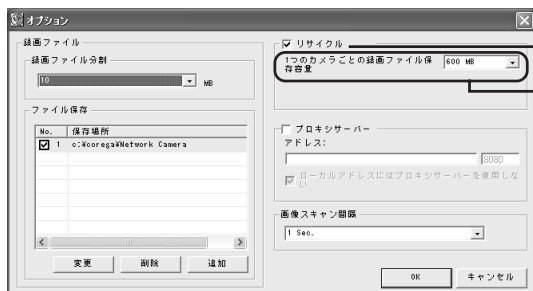 オプション
録画ファイル
録画ファイル分割
10
MB
ファイル保存
No. 保存場所
1 c:¥corega¥Network Camera
変更 削除 追加
リサイクル
1つのカメラごとの録画ファイル保
存容量
600 MB
プロキシサーバー
アドレス:
8080
ローカルアドレスにはプロキシサーバーを使用しな
い
画像スキャン間隔
1 Sec.
OK キャンセル